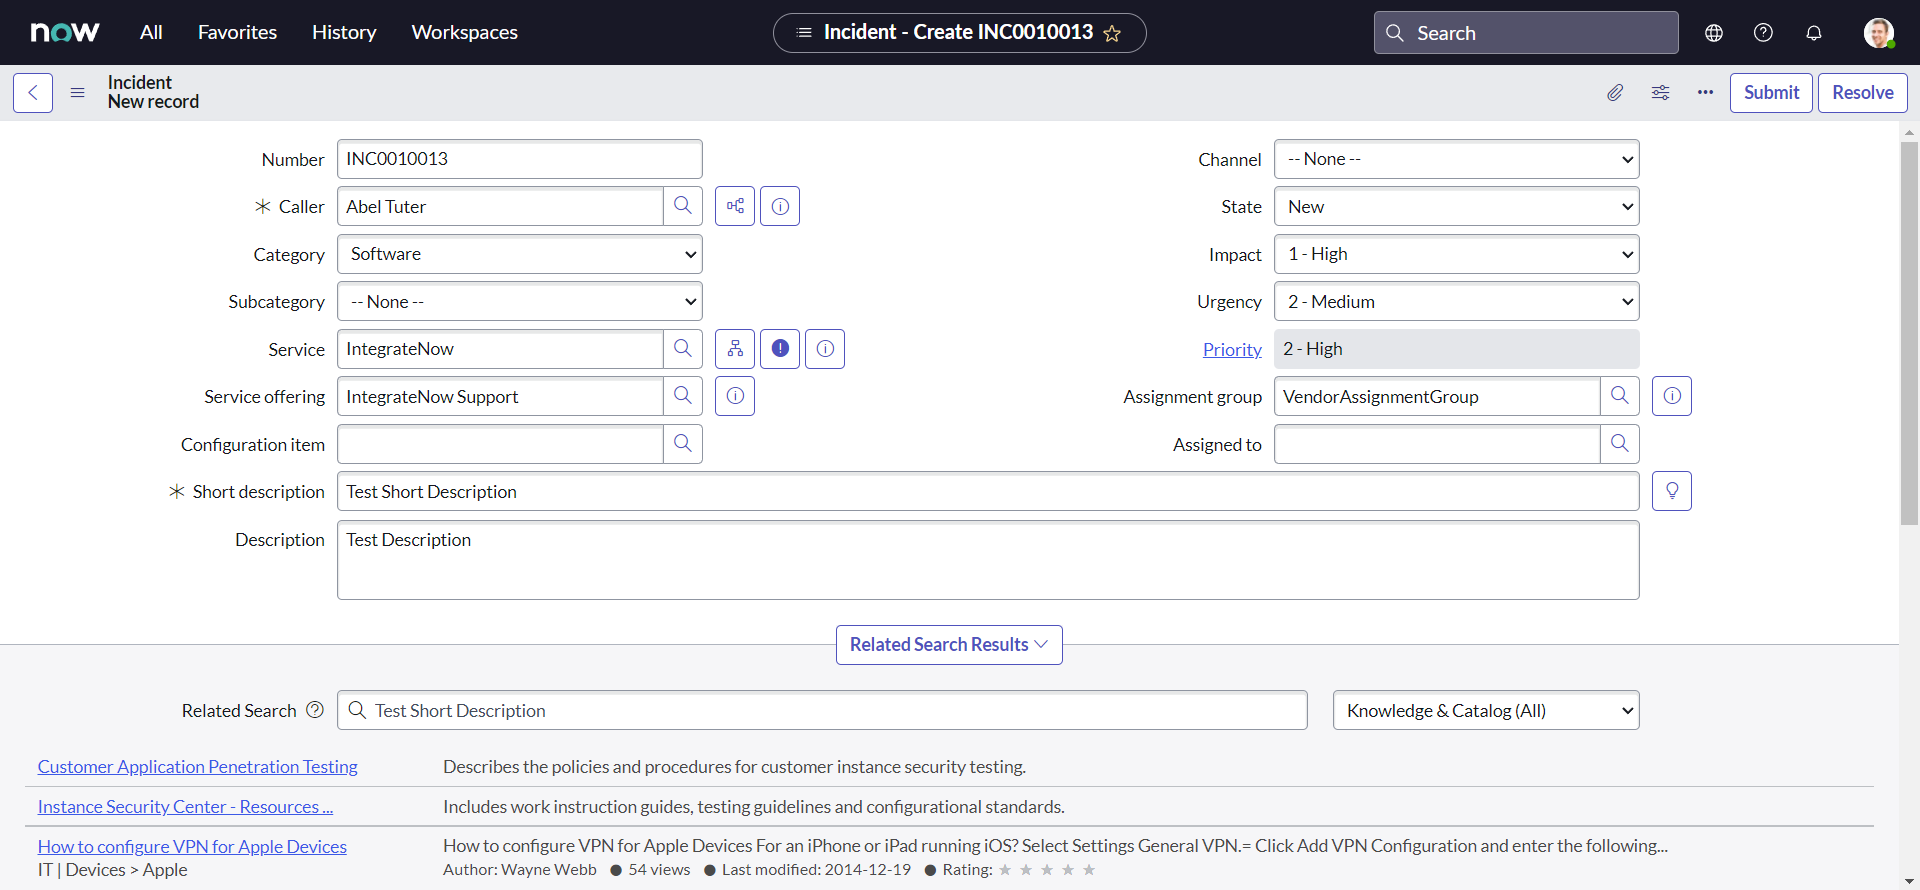 now
All
Favorites
History
Workspaces
Incident - Create INC0010013
Search
Incident
New record
Submit
Resolve
Number
INC0010013
Channel
-- None --
Caller
Abel Tuter
State
New
Category
Software
Impact
1 - High
Subcategory
-- None --
Urgency
2 - Medium
Service
IntegrateNow
Priority
2 - High
Service offering
IntegrateNow Support
Assignment group
VendorAssignmentGroup
Configuration item
Assigned to
Short description
Test Short Description
Description
Test Description
Related Search Results
Related Search
Test Short Description
Knowledge & Catalog (All)
Customer Application Penetration Testing
Describes the policies and procedures for customer instance security testing.
Instance Security Center - Resources ...
Includes work instruction guides, testing guidelines and configurational standards.
How to configure VPN for Apple Devices
How to configure VPN for Apple Devices For an iPhone or iPad running iOS? Select Settings General VPN.= Click Add VPN Configuration and enter the following...
IT | Devices > Apple
Author: Wayne Webb ● 54 views ● Last modified: 2014-12-19 ● Rating: ★ ★ ★ ★ ★